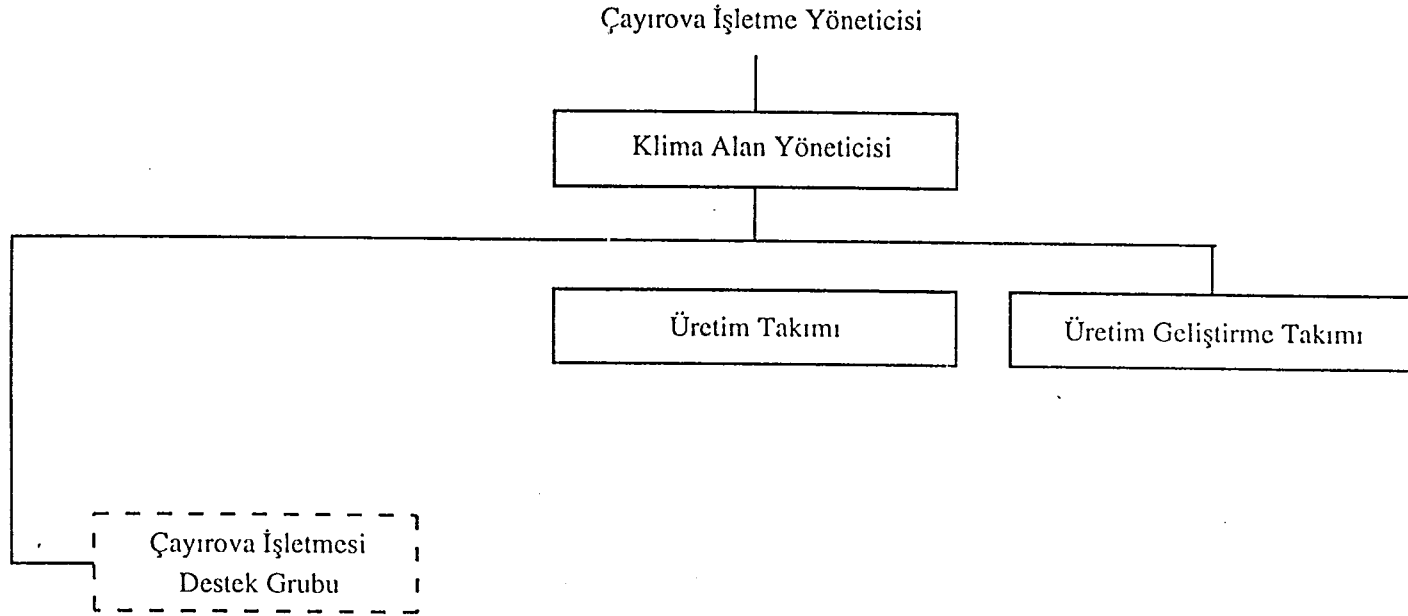 Çayırova İşletme Yöneticisi
Klima Alan Yöneticisi
Üretim Takımı
Üretim Geliştirme Takımı
Çayırova İşletmesi
Destek Grubu